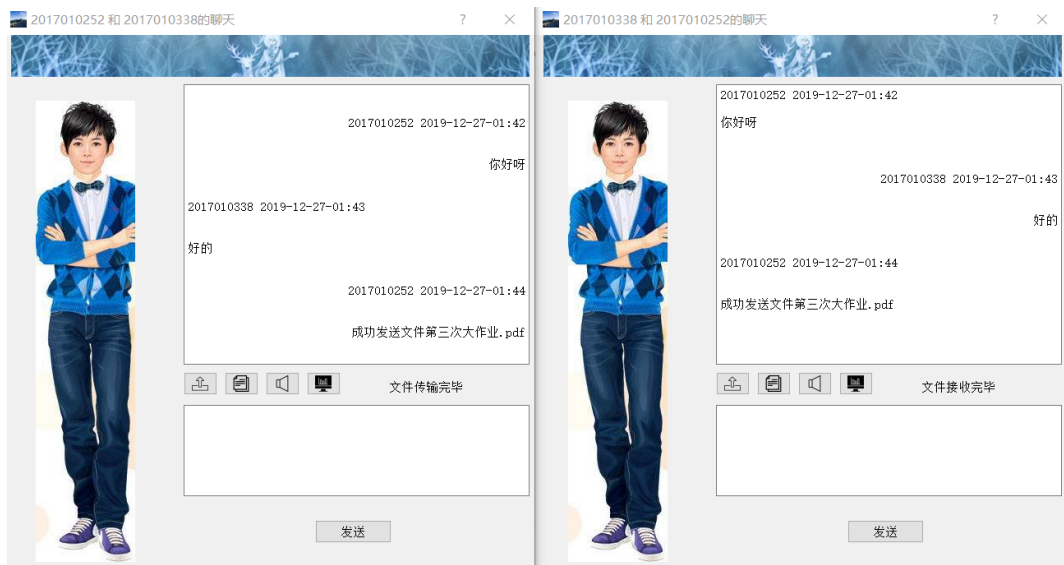 2017010252 和 2017010338的聊天
2017010252 2019-12-27-01:42
你好呀
2017010338 2019-12-27-01:43
好的
2017010252 2019-12-27-01:44
成功发送文件第三次大作业.pdf
文件传输完毕
发送
2017010338 和 2017010252的聊天
2017010252 2019-12-27-01:42
你好呀
2017010338 2019-12-27-01:43
好的
2017010252 2019-12-27-01:44
成功发送文件第三次大作业.pdf
文件接收完毕
发送